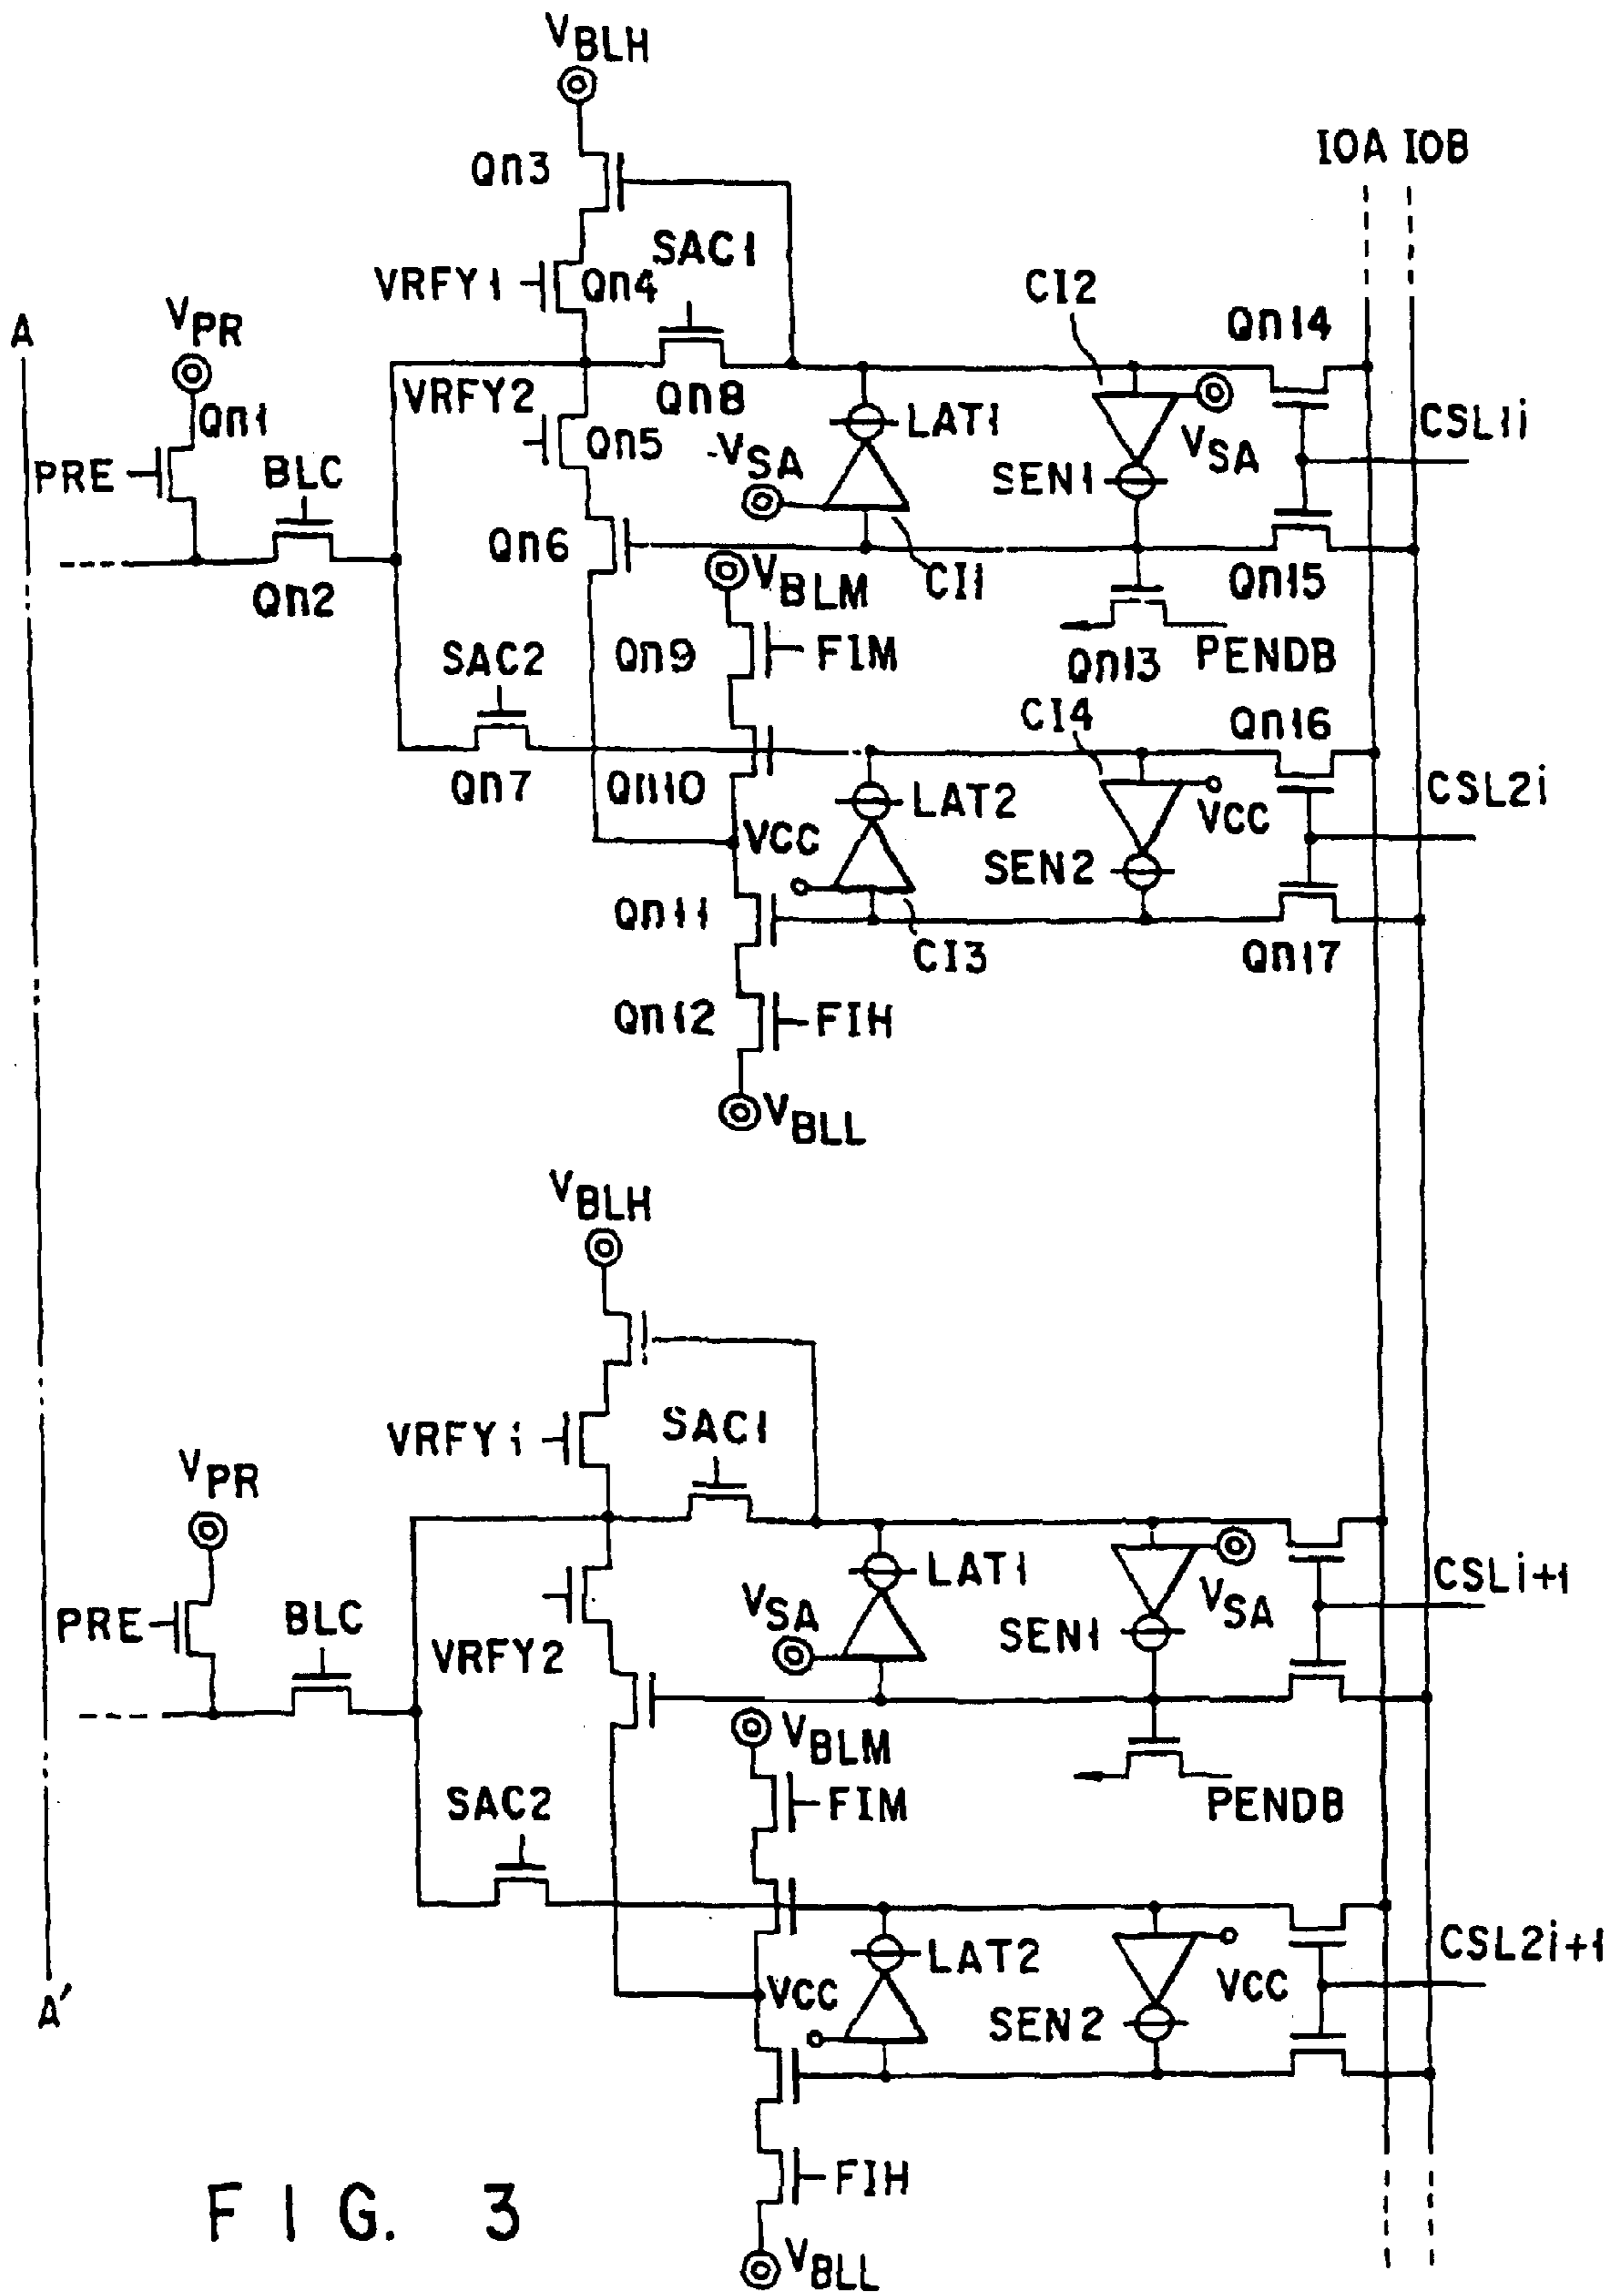 VBLH
IOA IOB
Qn3
SAC1
VRFY1
Qn4
CI2
Qn14
A
VPR
VRFY2
Qn8
LAT1
CSL1i
Qn1
Qn5
-VSA
VSA
PRE
BLC
SEN1
Qn6
Qn2
VBLM
CI1
Qn15
SAC2
Qn9
FIM
Qn13
PENDB
CI4
Qn16
Qn7
Qn10
LAT2
CSL2i
VCC
VCC
SEN2
Qn11
CI3
Qn17
Qn12
FIH
VBLL
VBLH
VRFYi
SAC1
VPR
LAT1
CSLi+1
VSA
VSA
PRE
BLC
SEN1
VRFY2
VBLM
SAC2
FIM
PENDB
LAT2
CSL2i+1
VCC
VCC
A'
SEN2
FIH
FIG. 3
VBLL